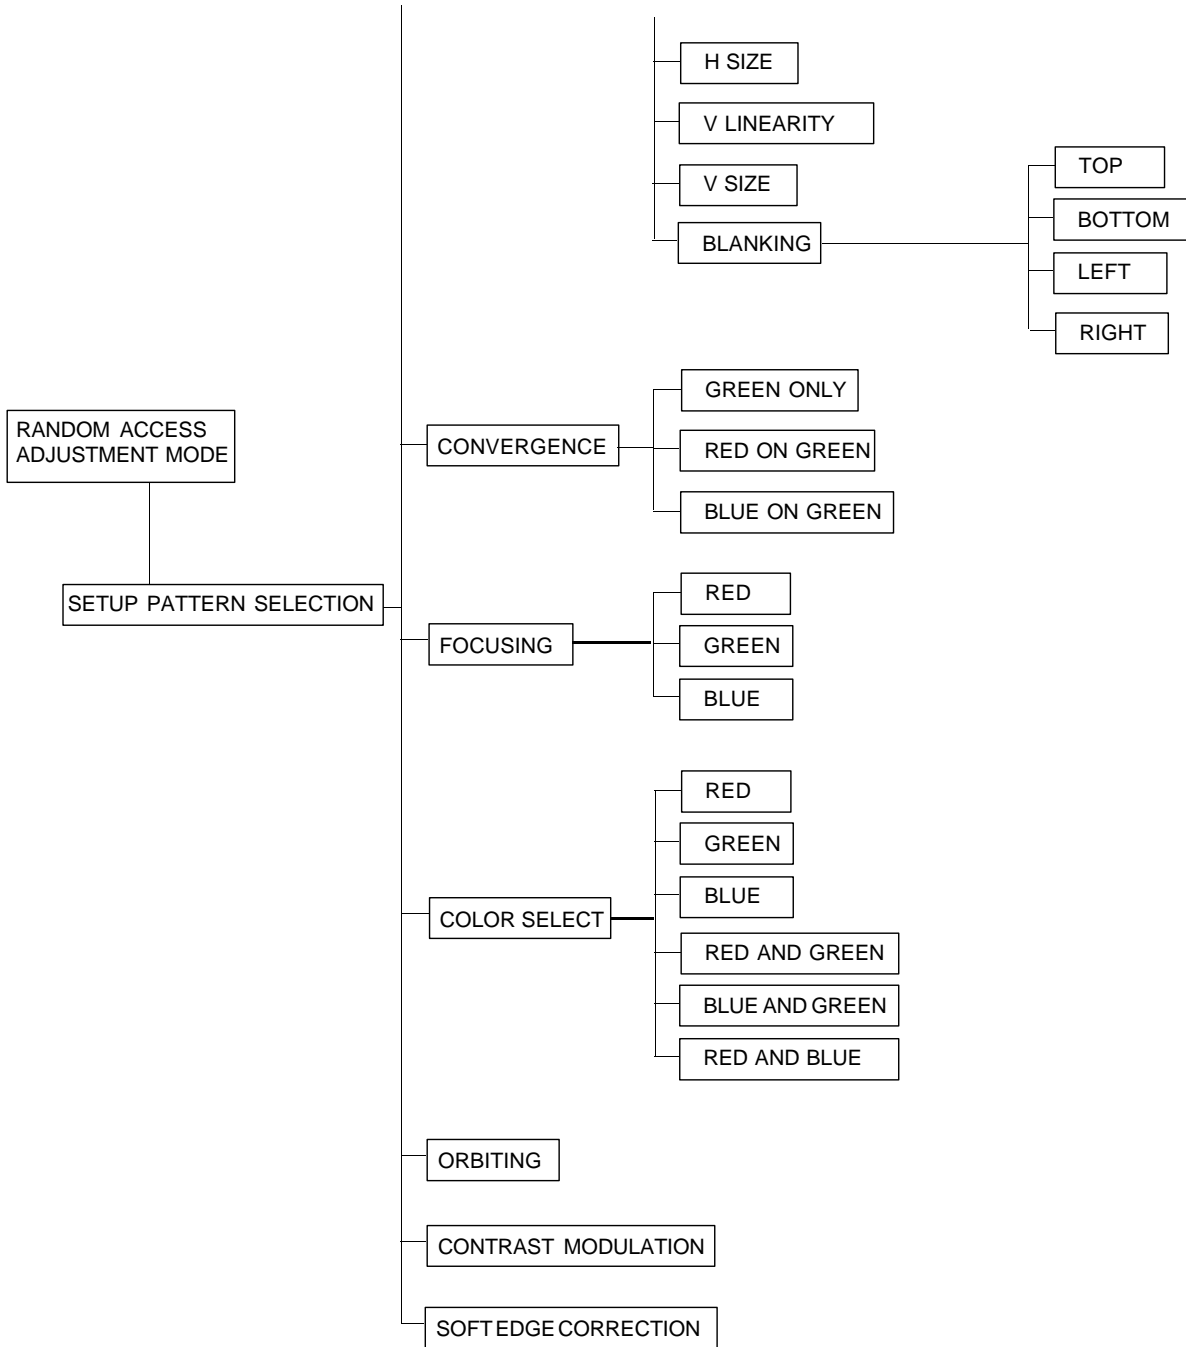 H SIZE
V LINEARITY
V SIZE
BLANKING
TOP
BOTTOM
LEFT
RIGHT
RANDOM ACCESS
ADJUSTMENT MODE
SETUP PATTERN SELECTION
CONVERGENCE
GREEN ONLY
RED ON GREEN
BLUE ON GREEN
FOCUSING
RED
GREEN
BLUE
COLOR SELECT
RED
GREEN
BLUE
RED AND GREEN
BLUE AND GREEN
RED AND BLUE
ORBITING
CONTRAST MODULATION
SOFT EDGE CORRECTION